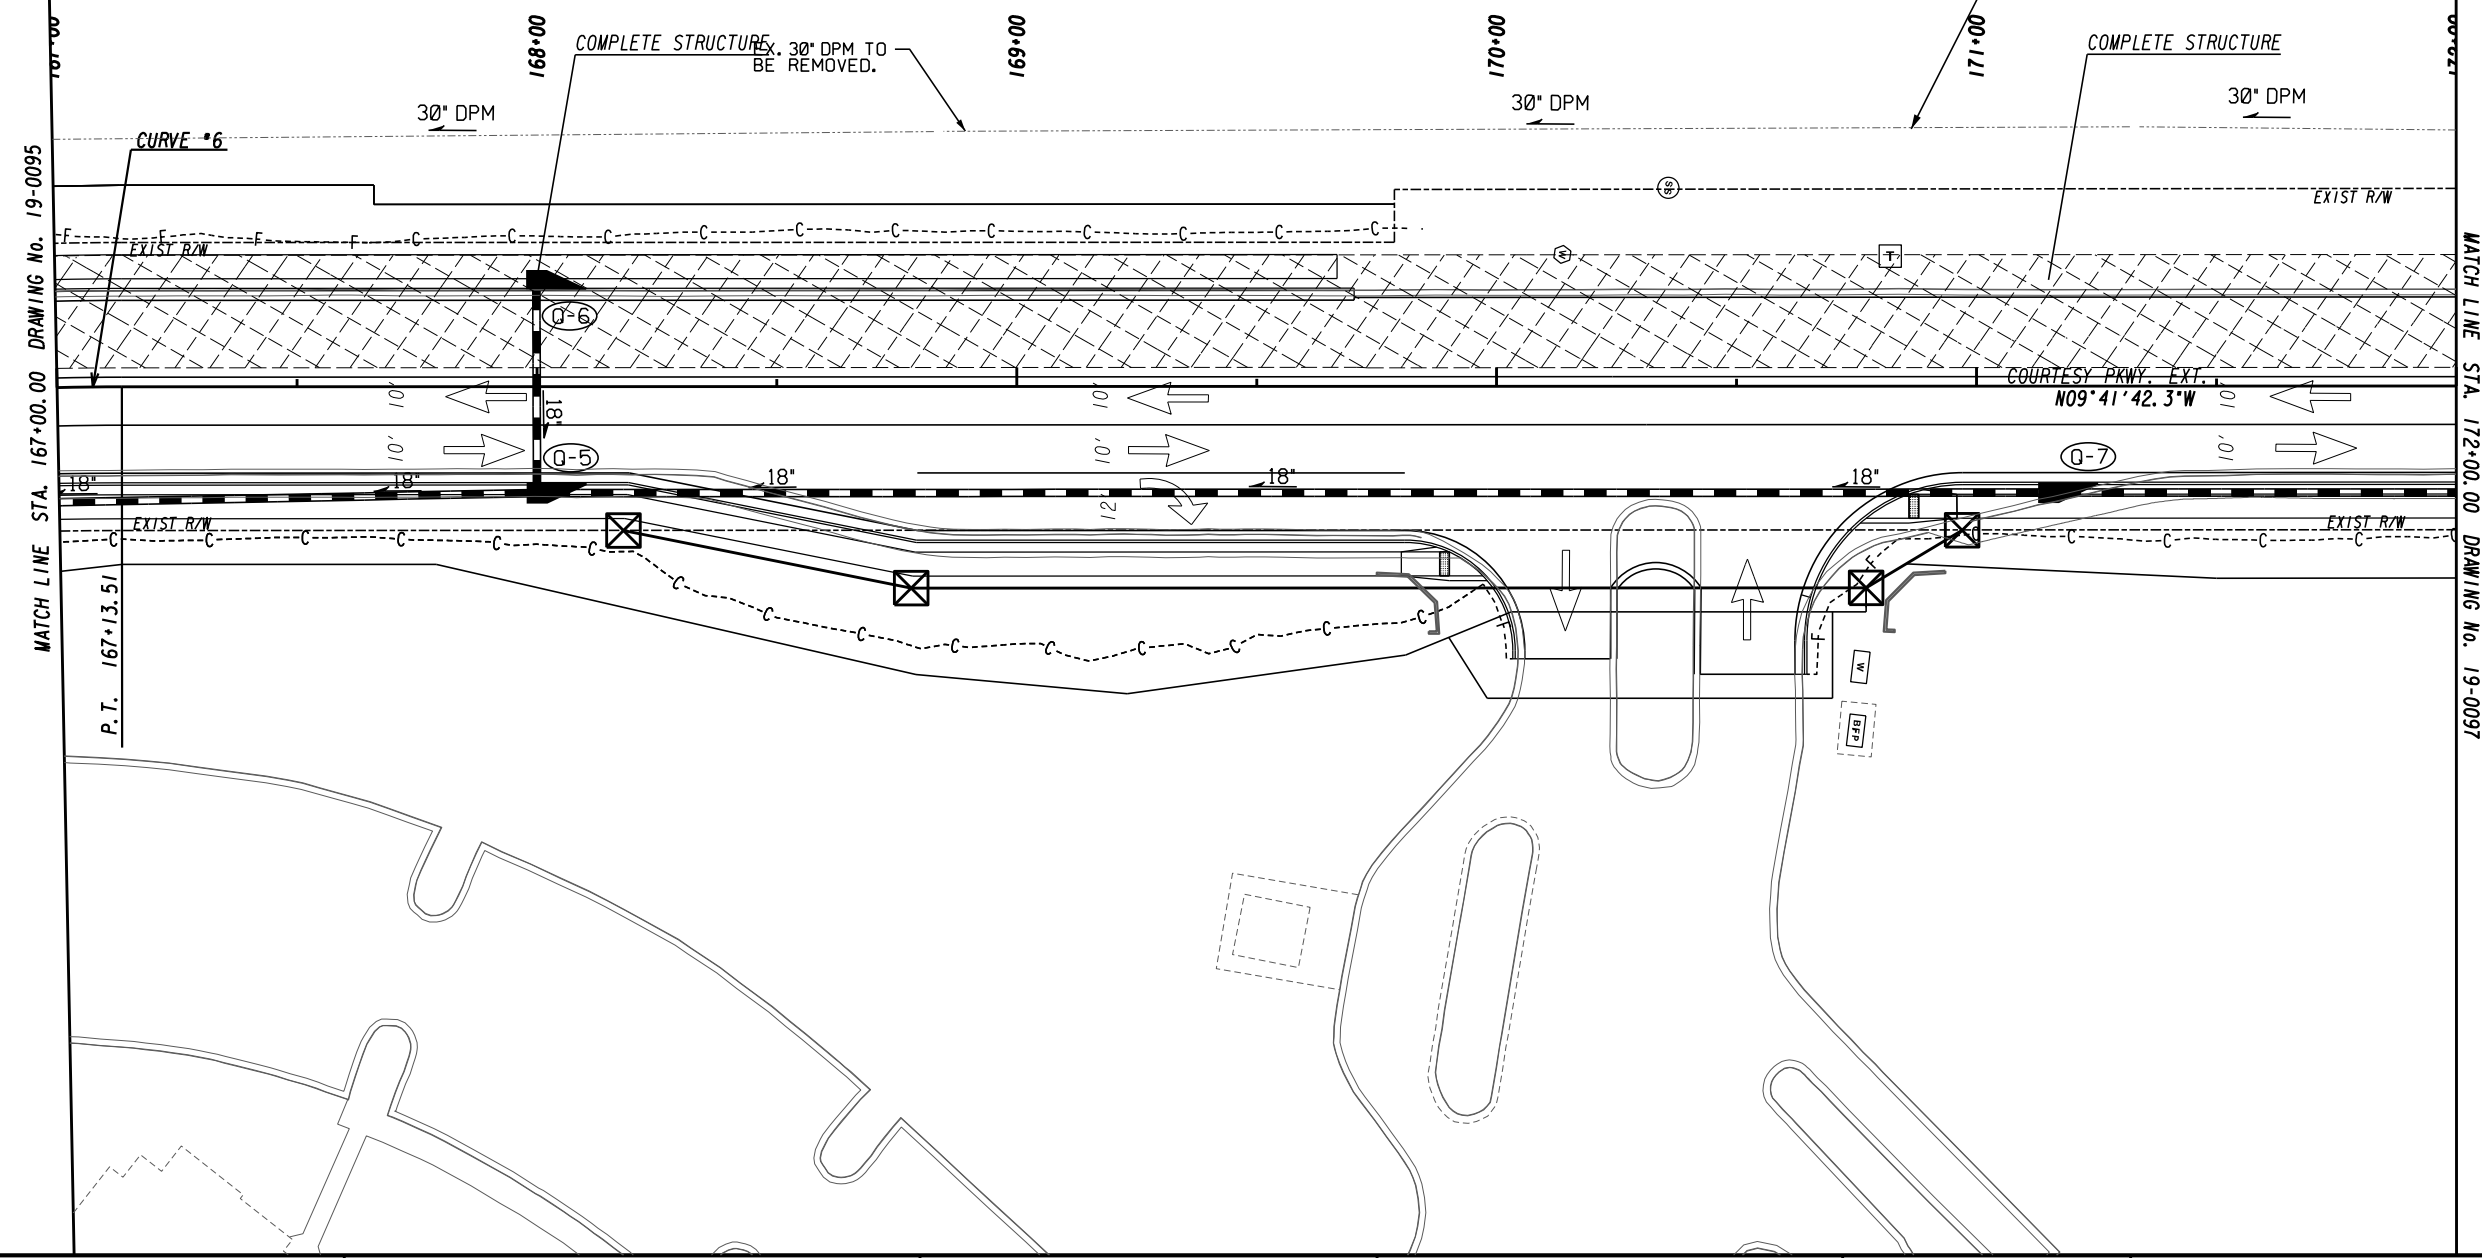 168+00
COMPLETE STRUCTURE
EX. 30" DPM TO
BE REMOVED.
169+00
170+00
171+00
COMPLETE STRUCTURE
30" DPM
30" DPM
30" DPM
CURVE #6
MATCH LINE STA. 167+00.00 DRAWING No. 19-0095
SS
EXIST R/W
F F F F C C C C C C C C C C C
EXIST R/W
W
T
Q-6
COURTESY PKWY. EXT.
N09°41'42.3"W
10'
10'
10'
18"
10'
10'
10'
Q-5
Q-7
18"
18"
18"
18"
18"
12'
EXIST R/W
EXIST R/W
C C C C C C C C C C C C C C C
F
F
F
C C C C C C
P.T. 167+13.51
W
BFP
MATCH LINE STA. 172+00.00 DRAWING No. 19-0097